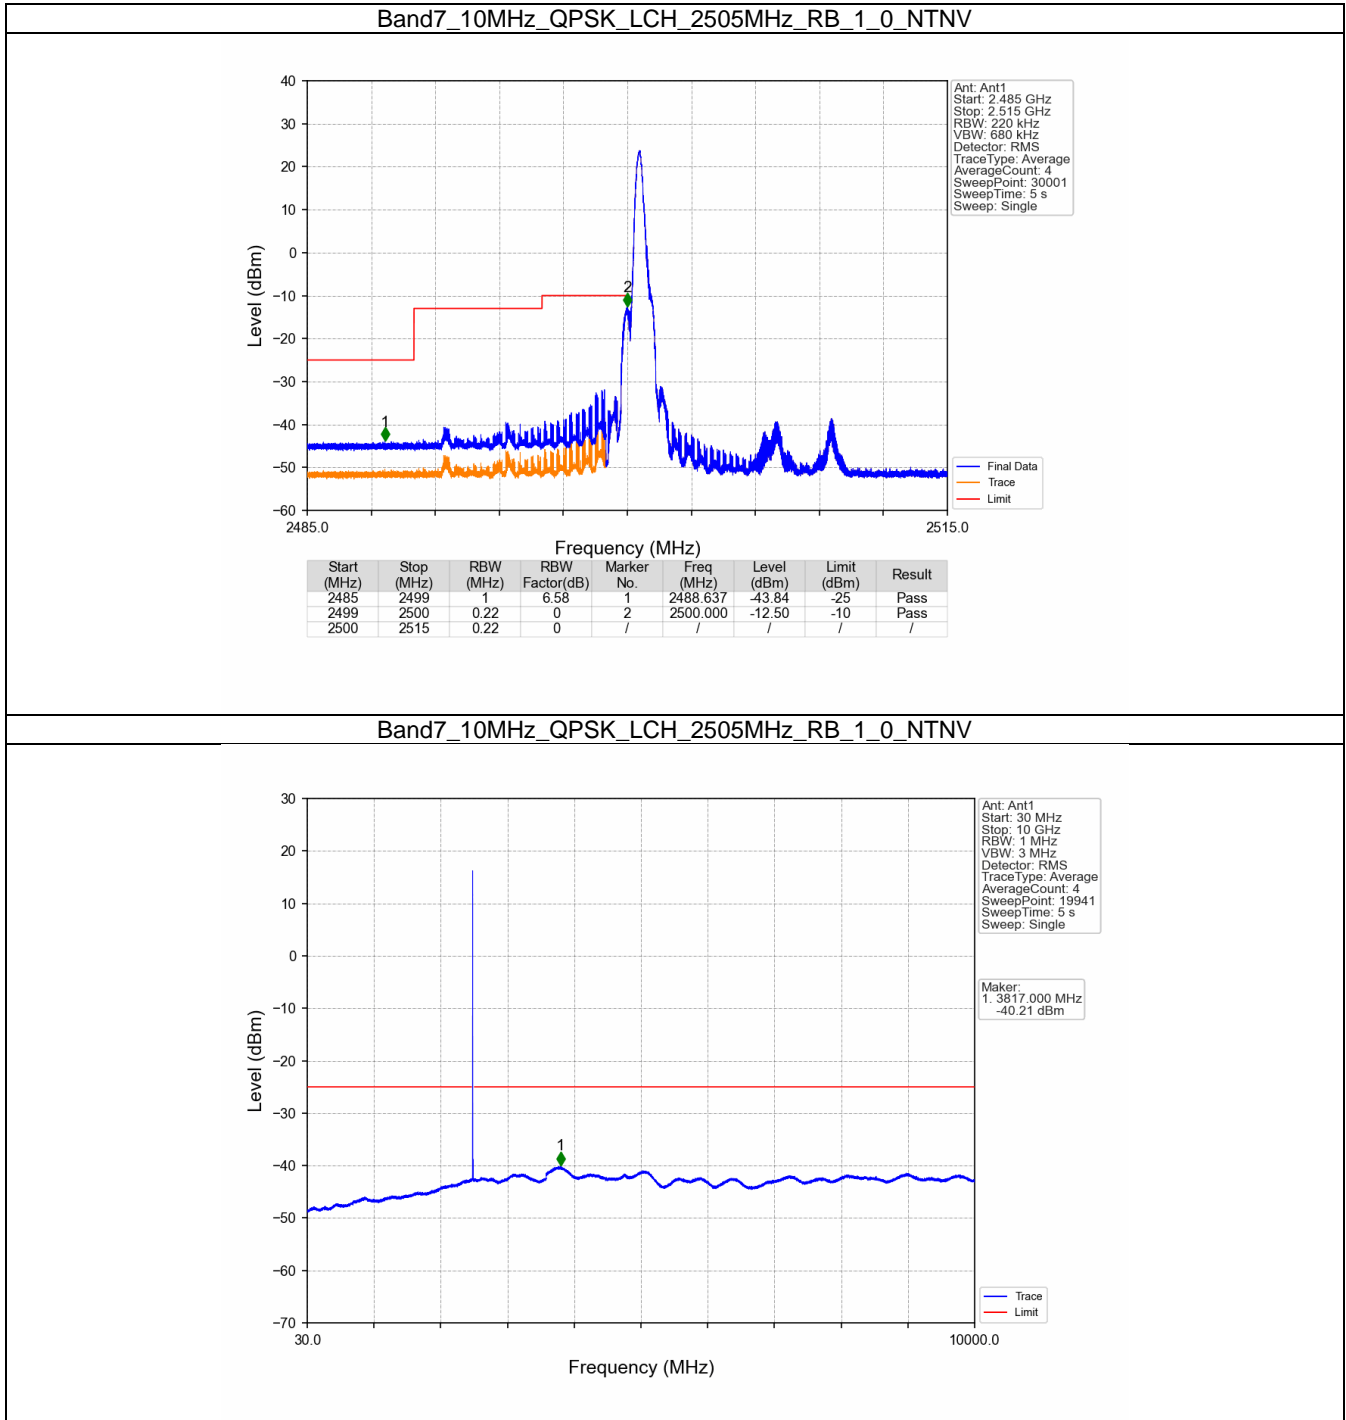 Band7_10MHz_QPSK_LCH_2505MHz_RB_1_0_NTNV
40
30
20
10
0
−10
−20
−30
−40
−50
−60
Level (dBm)
1
2
2485.0
2515.0
Frequency (MHz)
Ant: Ant1
Start: 2.485 GHz
Stop: 2.515 GHz
RBW: 220 kHz
VBW: 680 kHz
Detector: RMS
TraceType: Average
AverageCount: 4
SweepPoint: 30001
SweepTime: 5 s
Sweep: Single
Final Data
Trace
Limit
Start (MHz) Stop (MHz) RBW (MHz) RBW Factor(dB) Marker No. Freq (MHz) Level (dBm) Limit (dBm) Result
2485 2499 1 6.58 1 2488.637 -43.84 -25 Pass
2499 2500 0.22 0 2 2500.000 -12.50 -10 Pass
2500 2515 0.22 0 / / / / /
Band7_10MHz_QPSK_LCH_2505MHz_RB_1_0_NTNV
30
20
10
0
−10
−20
−30
−40
−50
−60
−70
Level (dBm)
1
30.0
10000.0
Frequency (MHz)
Ant: Ant1
Start: 30 MHz
Stop: 10 GHz
RBW: 1 MHz
VBW: 3 MHz
Detector: RMS
TraceType: Average
AverageCount: 4
SweepPoint: 19941
SweepTime: 5 s
Sweep: Single
Maker:
1. 3817.000 MHz
-40.21 dBm
Trace
Limit